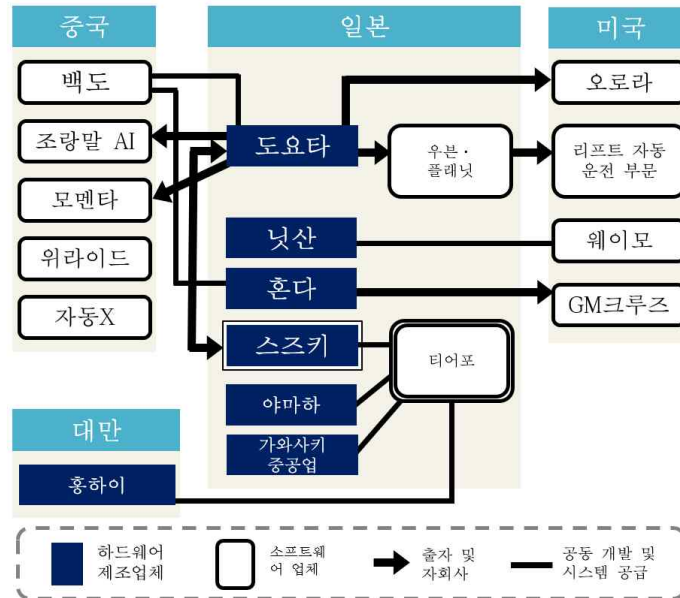 중국
백도
조랑말 AI
모멘타
위라이드
자동X
대만
홍하이
일본
도요타
우븐·
플래닛
닛산
혼다
스즈키
야마하
가와사키
중공업
티어포
미국
오로라
리프트 자동
운전 부문
웨이모
GM크루즈
하드웨어
제조업체
소프트웨
어 업체
출자 및
자회사
공동 개발 및
시스템 공급